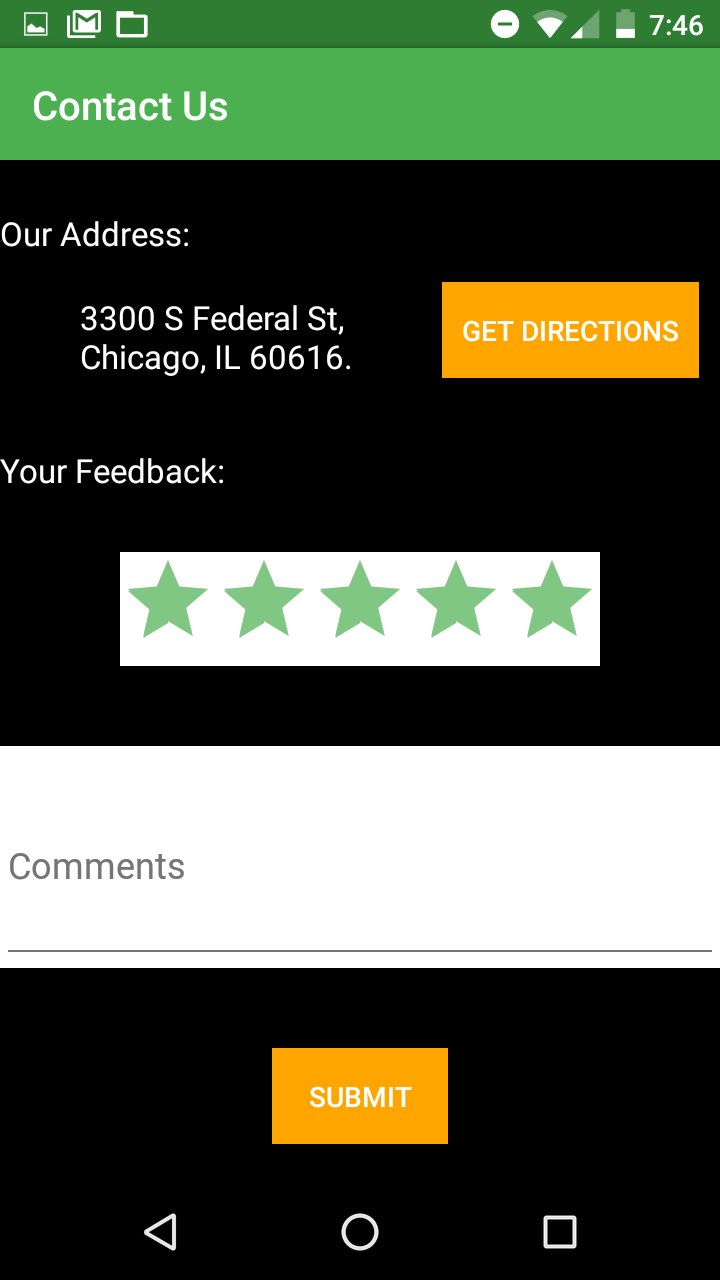 7:46
Contact Us
Our Address:
3300 S Federal St,
Chicago, IL 60616.
GET DIRECTIONS
Your Feedback:
Comments
SUBMIT